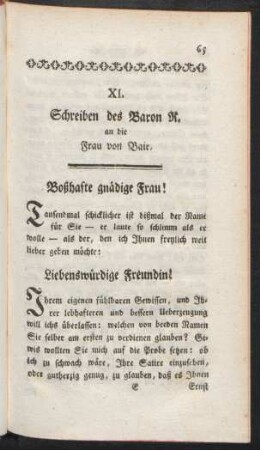 65
XI.
Schreiben des Baron R.
an die
Frau von Bair.
Boßhafte gnädige Frau!
Tausendmal schicklicher ist dißmal der Name
für Sie — er laute so schlimm als er
wolle — als der, den ich Ihnen freylich weit
lieber geben möchte:
Liebenswürdige Freundin!
Ihrem eigenen fühlbaren Gewissen, und Ih-
rer lebhafteren und bessern Ueberzeugung
will ichs überlassen: welchen von beeden Namen
Sie selber am ersten zu verdienen glauben? Ge-
wis wollten Sie mich auf die Probe setzen: ob
ich zu schwach wäre, Ihre Satire einzusehen,
oder gutherzig genug, zu glauben, daß es Ihnen
E Ernst